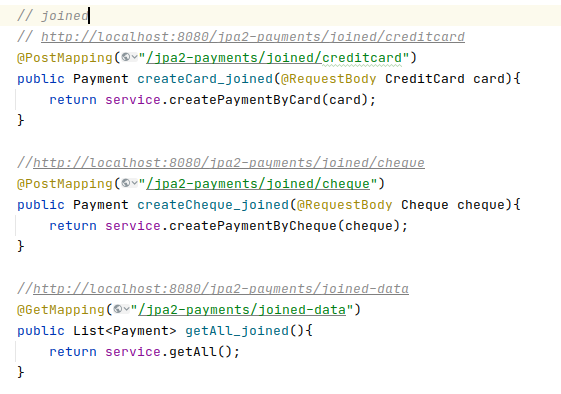 // joined
// http://localhost:8080/jpa2-payments/joined/creditcard
@PostMapping("/jpa2-payments/joined/creditcard")
public Payment createCard_joined(@RequestBody CreditCard card){
return service.createPaymentByCard(card);
}
//http://localhost:8080/jpa2-payments/joined/cheque
@PostMapping("/jpa2-payments/joined/cheque")
public Payment createCheque_joined(@RequestBody Cheque cheque){
return service.createPaymentByCheque(cheque);
}
//http://localhost:8080/jpa2-payments/joined-data
@GetMapping("/jpa2-payments/joined-data")
public List<Payment> getAll_joined(){
return service.getAll();
}